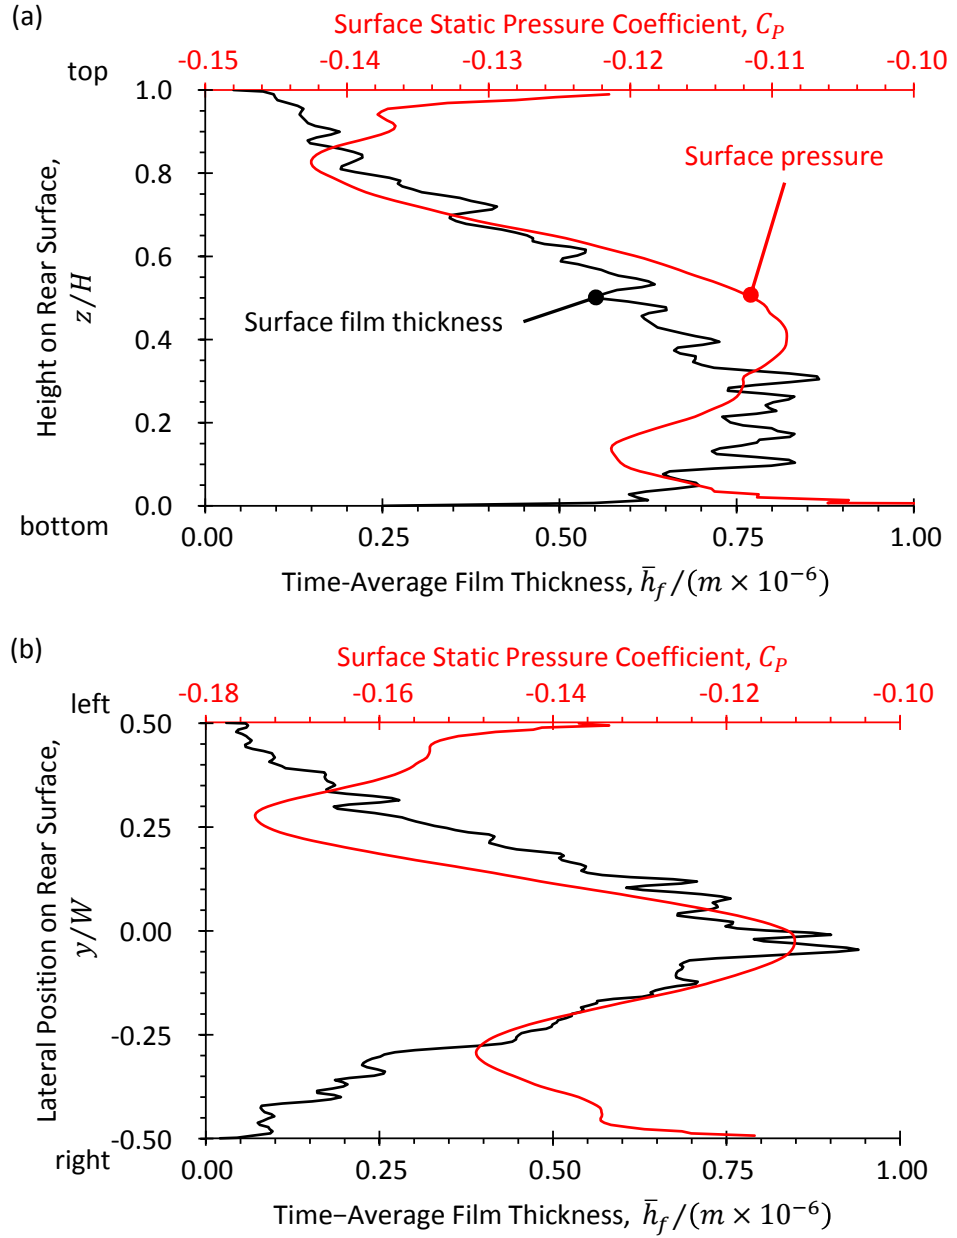 (a)
Surface Static Pressure Coefficient, C_P
-0.15 -0.14 -0.13 -0.12 -0.11 -0.10
top
1.0
0.8
0.6
0.4
0.2
0.0
bottom
Height on Rear Surface,
z/H
Surface pressure
Surface film thickness
0.00 0.25 0.50 0.75 1.00
Time-Average Film Thickness, h̄_f/(m × 10⁻⁶)
(b)
Surface Static Pressure Coefficient, C_P
-0.18 -0.16 -0.14 -0.12 -0.10
left
0.50
0.25
0.00
-0.25
-0.50
right
Lateral Position on Rear Surface,
y/W
0.00 0.25 0.50 0.75 1.00
Time−Average Film Thickness, h̄_f/(m × 10⁻⁶)